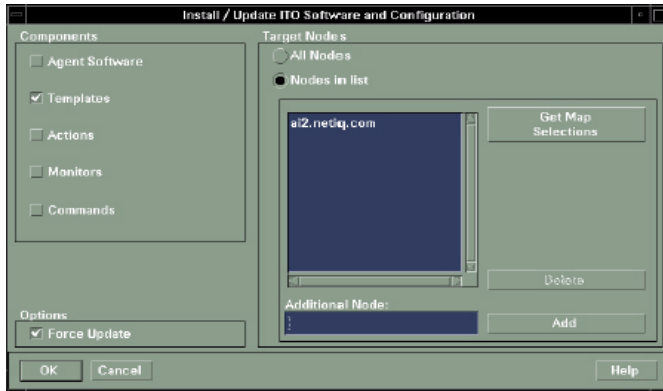 Install / Update ITO Software and Configuration
Components
Agent Software
Templates
Actions
Monitors
Commands
Options
Force Update
Target Nodes
All Nodes
Nodes in list
al2.netiq.com
Get Map
Selections
Delete
Additional Node:
Add
OK
Cancel
Help